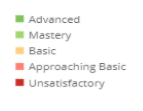 Advanced
Mastery
Basic
Approaching Basic
Unsatisfactory